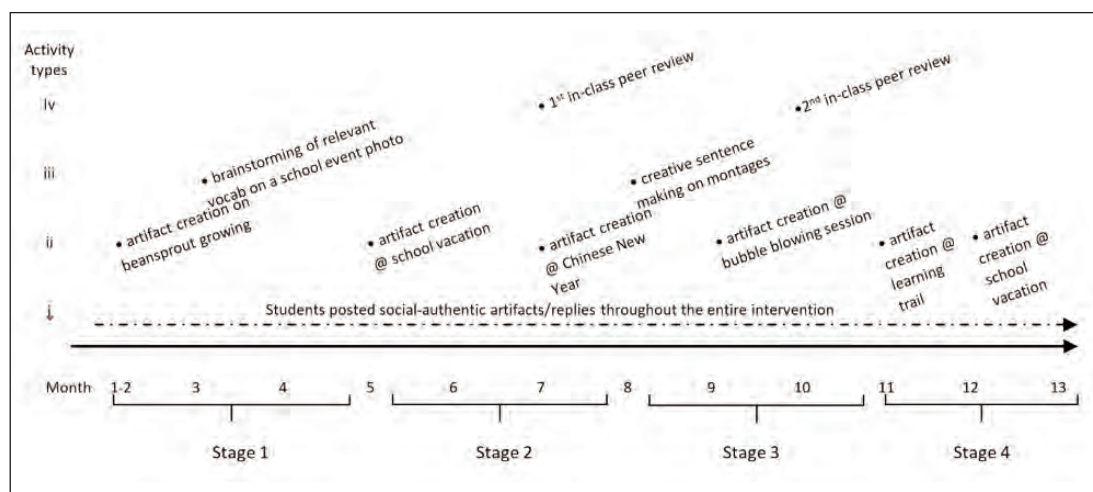 Activity
types
Iv
• 1st in-class peer review
• 2nd in-class peer review
iii
• brainstorming of relevant
vocab on a school event photo
• creative sentence
making on montages
ii
• artifact creation on
beansprout growing
• artifact creation
@ school vacation
• artifact creation
@ Chinese New
Year
• artifact creation @
bubble blowing session
• artifact
creation @
learning
trail
• artifact
creation @
school
vacation
i
Students posted social-authentic artifacts/replies throughout the entire intervention
Month 1-2 3 4 5 6 7 8 9 10 11 12 13
Stage 1 Stage 2 Stage 3 Stage 4